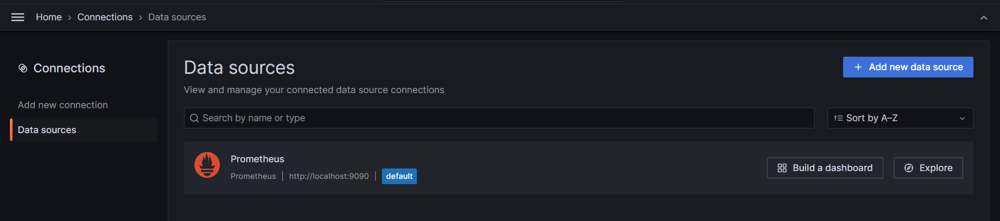 Home › Connections › Data sources
Connections
Add new connection
Data sources
Data sources
View and manage your connected data source connections
Add new data source
Search by name or type
Sort by A–Z
Prometheus
Prometheus | http://localhost:9090 | default
Build a dashboard
Explore